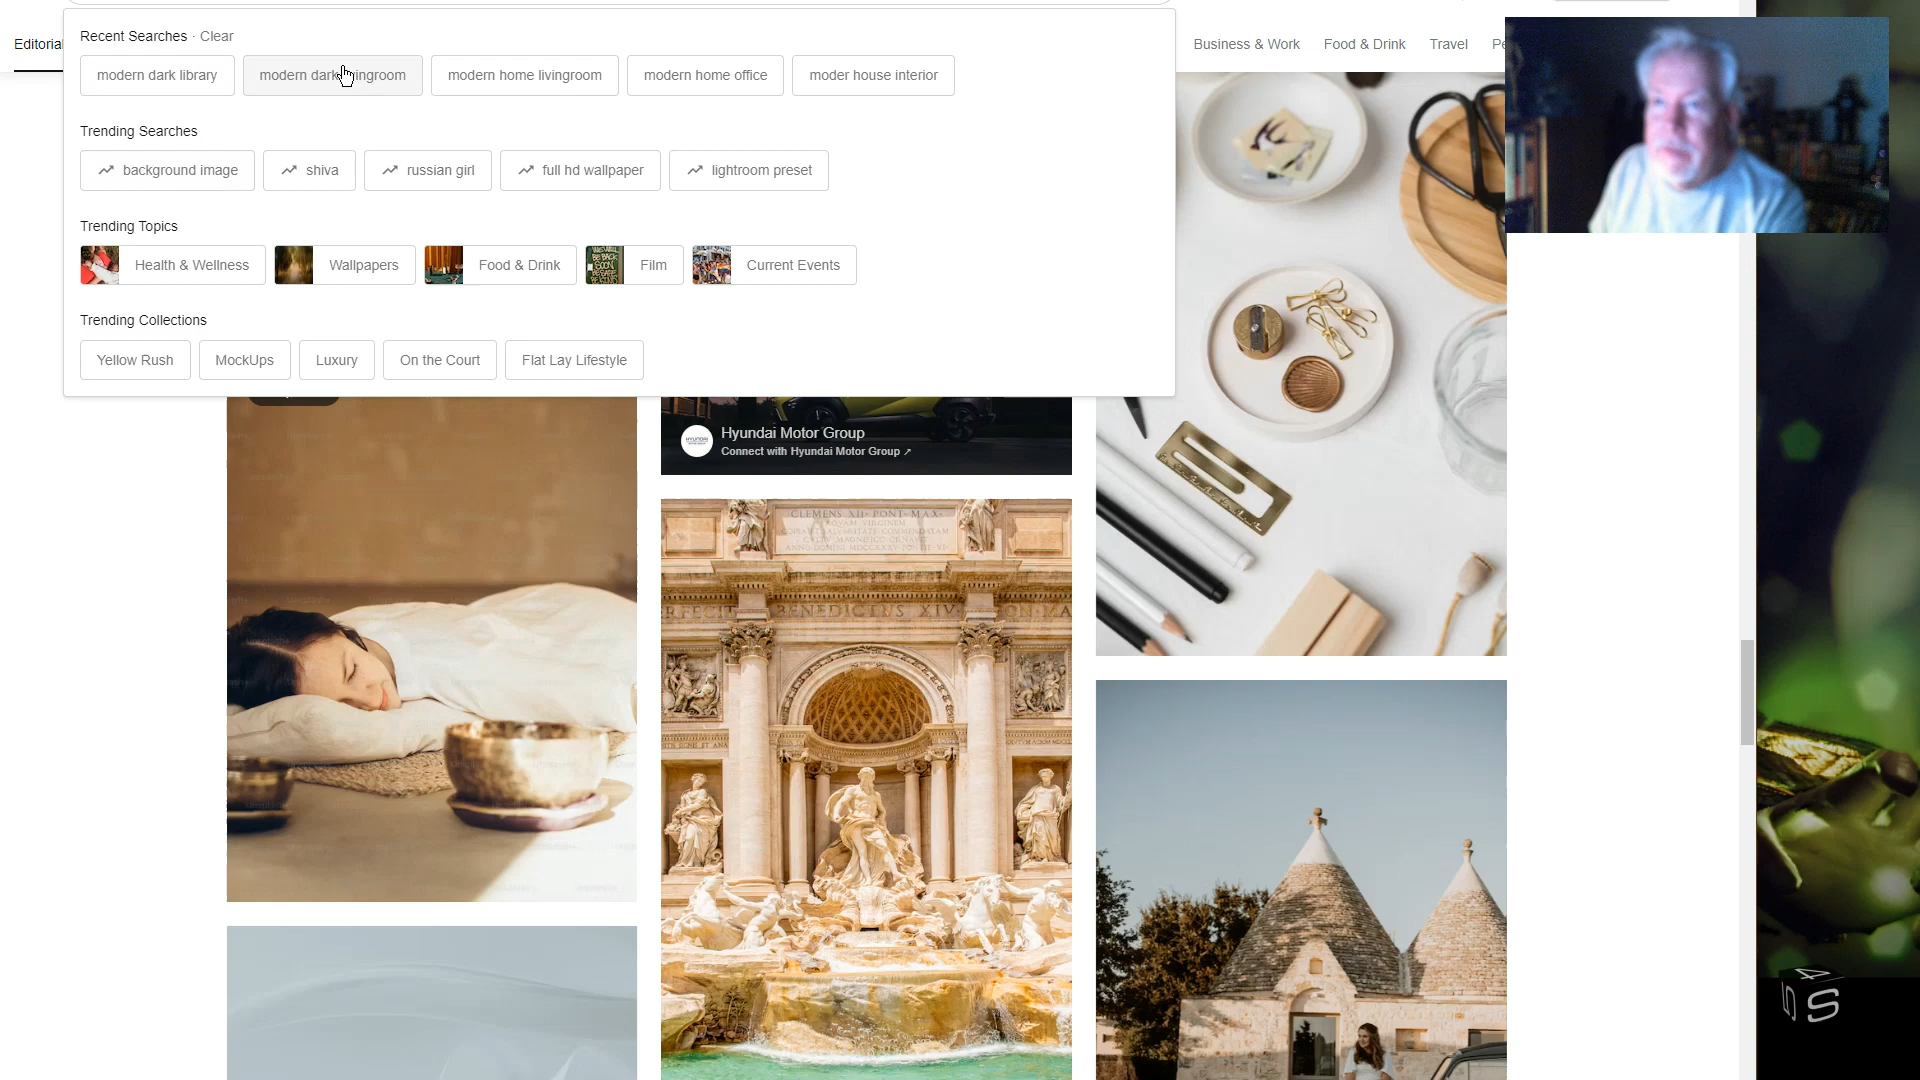 Editorial
Business & Work
Food & Drink
Travel
Recent Searches · Clear
modern dark library
modern dark livingroom
modern home livingroom
modern home office
moder house interior
Trending Searches
background image
shiva
russian girl
full hd wallpaper
lightroom preset
Trending Topics
Health & Wellness
Wallpapers
Food & Drink
Film
Current Events
Trending Collections
Yellow Rush
MockUps
Luxury
On the Court
Flat Lay Lifestyle
Hyundai Motor Group
Connect with Hyundai Motor Group ↗
CLEMENS XII · PONT · MAX ·
BENEDICTVS XIV